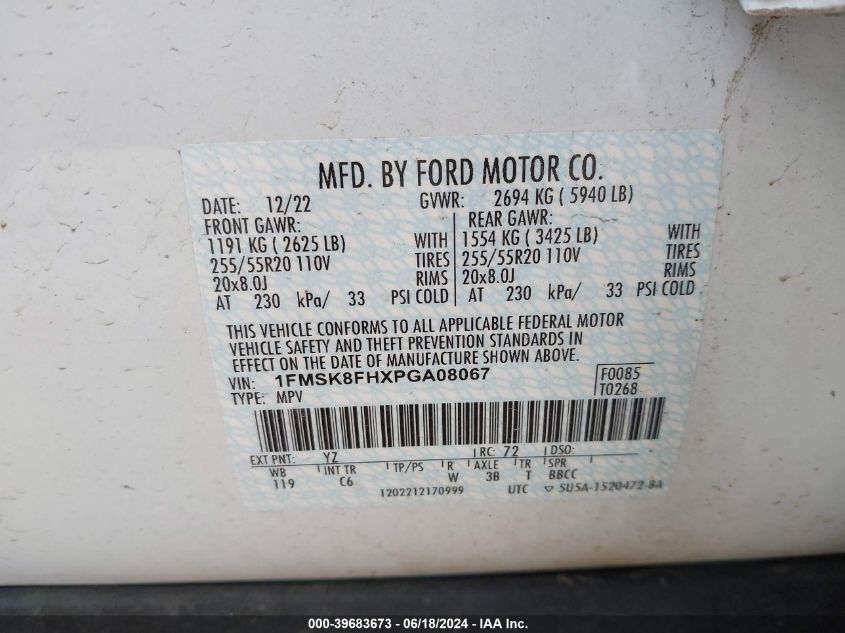 MFD. BY FORD MOTOR CO.
DATE: 12/22 GVWR: 2694 KG ( 5940 LB)
FRONT GAWR: REAR GAWR:
1191 KG ( 2625 LB) WITH 1554 KG ( 3425 LB) WITH
255/55R20 110V TIRES 255/55R20 110V TIRES
20x8.0J RIMS 20x8.0J RIMS
AT 230 kPa/ 33 PSI COLD AT 230 kPa/ 33 PSI COLD
THIS VEHICLE CONFORMS TO ALL APPLICABLE FEDERAL MOTOR
VEHICLE SAFETY AND THEFT PREVENTION STANDARDS IN
EFFECT ON THE DATE OF MANUFACTURE SHOWN ABOVE.
VIN: 1FMSK8FHXPGA08067 F0085
TYPE: MPV T0268
EXT PNT: YZ RC: 72 DSO:
WB INT TR TP/PS R AXLE TR SPR
119 C6 W 3B T BBCC
1202212170999 UTC ▽ 5U5A-1520472-BA
000-39683673 - 06/18/2024 - IAAI.com